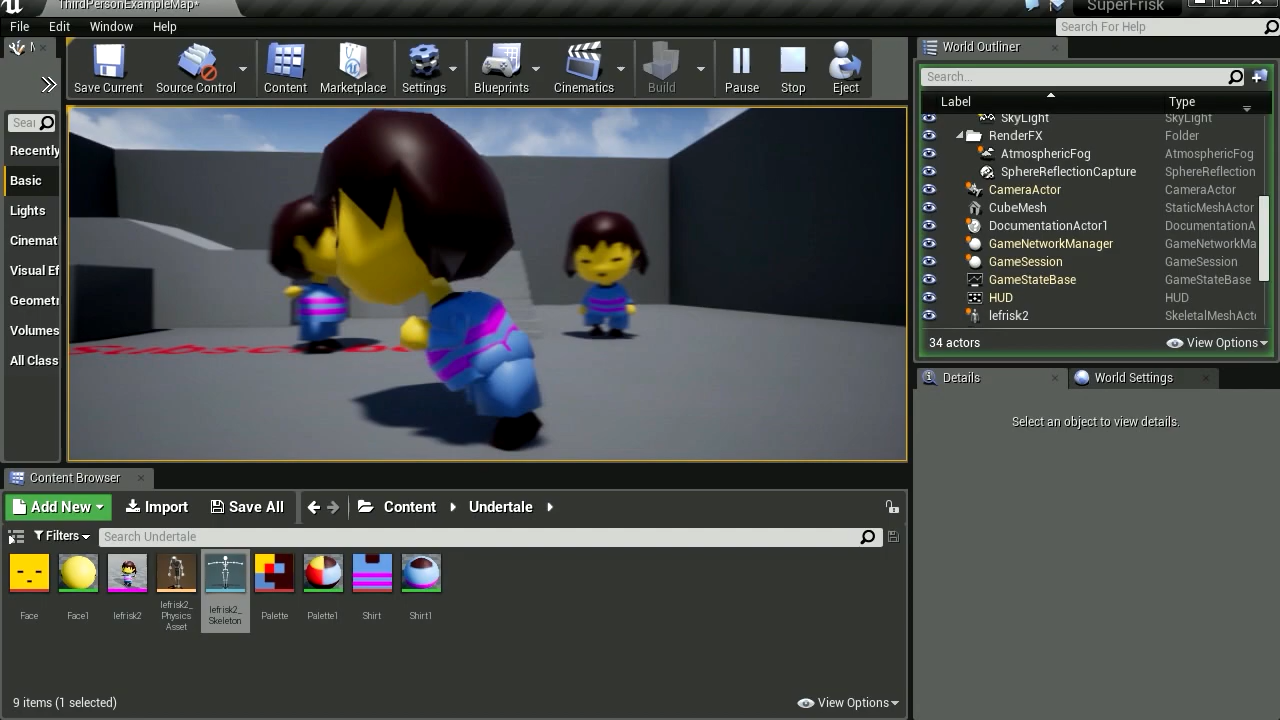 ThirdPersonExampleMap*
SuperFrisk
File Edit Window Help
Search For Help
Save Current Source Control Content Marketplace Settings Blueprints Cinematics Build Pause Stop Eject
World Outliner
Search...
Label Type
SkyLight SkyLight
RenderFX Folder
AtmosphericFog AtmosphericFog
SphereReflectionCapture SphereReflection
CameraActor CameraActor
CubeMesh StaticMeshActor
DocumentationActor1 DocumentationA
GameNetworkManager GameNetworkMa
GameSession GameSession
GameStateBase GameStateBase
HUD HUD
lefrisk2 SkeletalMeshActo
34 actors View Options
Details World Settings
Select an object to view details.
Sear
Recently
Basic
Lights
Cinemat
Visual Ef
Geometr
Volumes
All Class
Content Browser
Add New Import Save All Content Undertale
Filters Search Undertale
Face Face1 lefrisk2 lefrisk2_ Physics Asset lefrisk2_ Skeleton Palette Palette1 Shirt Shirt1
9 items (1 selected) View Options